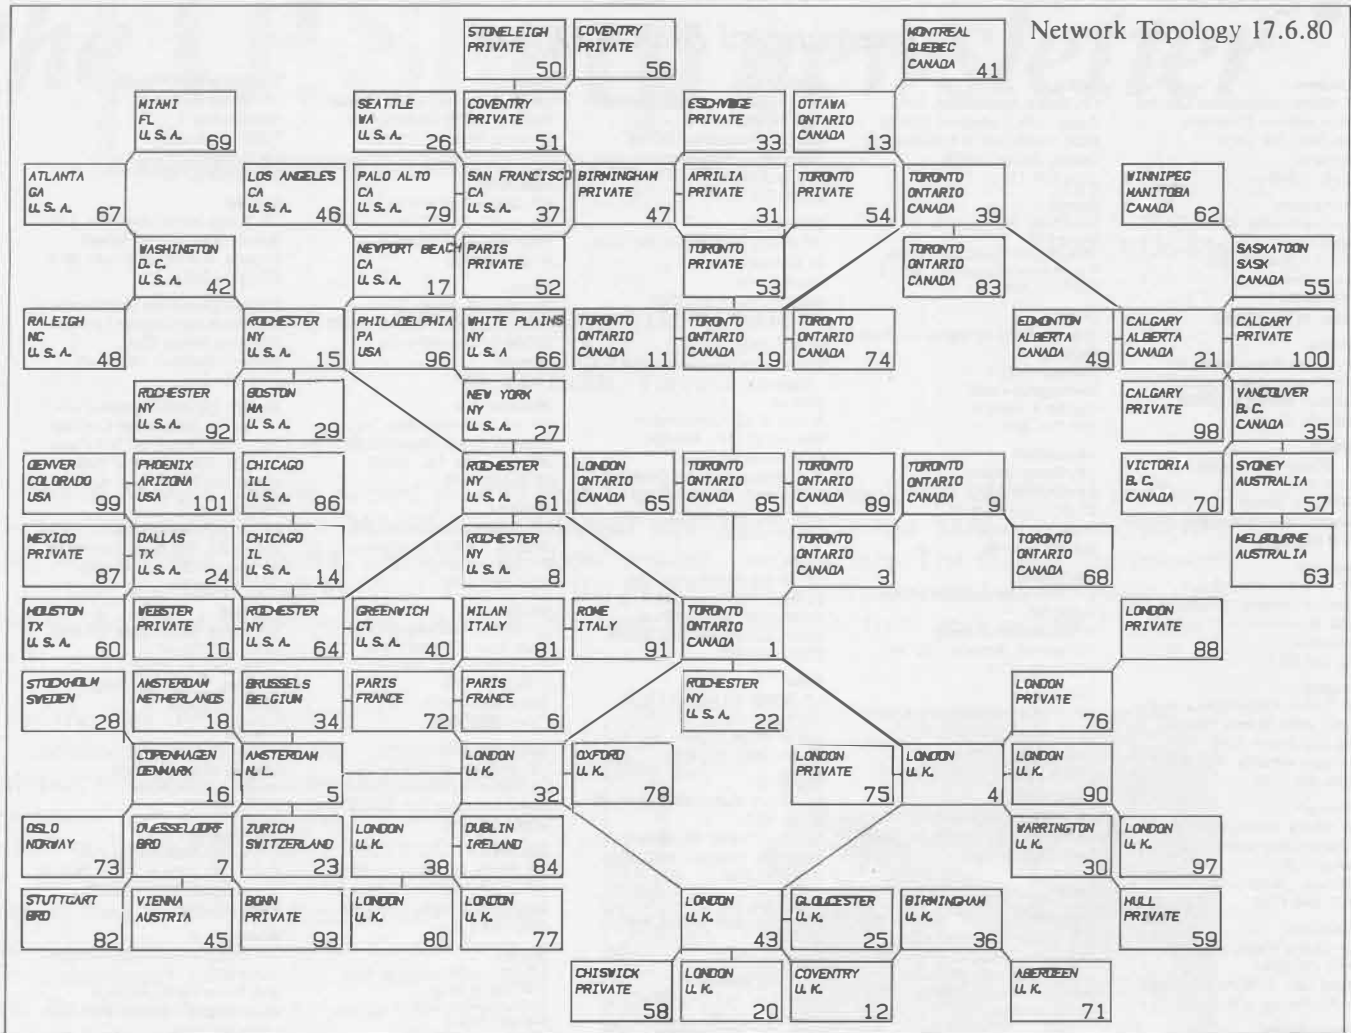 Network Topology 17.6.80
STONELEIGH
PRIVATE
50
COVENTRY
PRIVATE
56
MONTREAL
QUEBEC
CANADA
41
MIAMI
FL
U. S. A.
69
SEATTLE
WA
U. S. A.
26
COVENTRY
PRIVATE
51
PRIVATE
33
OTTAWA
ONTARIO
CANADA
13
ATLANTA
GA
U. S. A.
67
LOS ANGELES
CA
U. S. A.
46
PALO ALTO
CA
U. S. A.
79
SAN FRANCISCO
CA
U. S. A.
37
BIRMINGHAM
PRIVATE
47
APRILIA
PRIVATE
31
TORONTO
PRIVATE
54
TORONTO
ONTARIO
CANADA
39
WINNIPEG
MANITOBA
CANADA
62
WASHINGTON
D. C.
U. S. A.
42
NEWPORT BEACH
CA
U. S. A.
17
PARIS
PRIVATE
52
TORONTO
PRIVATE
53
TORONTO
ONTARIO
CANADA
83
SASKATOON
SASK
CANADA
55
RALEIGH
NC
U. S. A.
48
ROCHESTER
NY
U. S. A.
15
PHILADELPHIA
PA
USA
96
WHITE PLAINS
NY
U. S. A
66
TORONTO
ONTARIO
CANADA
11
TORONTO
ONTARIO
CANADA
19
TORONTO
ONTARIO
CANADA
74
EDMONTON
ALBERTA
CANADA
49
CALGARY
ALBERTA
CANADA
21
CALGARY
PRIVATE
100
ROCHESTER
NY
U. S. A.
92
BOSTON
MA
U. S. A.
29
NEW YORK
NY
U. S. A.
27
CALGARY
PRIVATE
98
VANCOUVER
B. C.
CANADA
35
DENVER
COLORADO
USA
99
PHOENIX
ARIZONA
USA
101
CHICAGO
ILL
U. S. A.
86
ROCHESTER
NY
U. S. A.
61
LONDON
ONTARIO
CANADA
65
TORONTO
ONTARIO
CANADA
85
TORONTO
ONTARIO
CANADA
89
TORONTO
ONTARIO
CANADA
9
VICTORIA
B. C.
CANADA
70
SYDNEY
AUSTRALIA
57
MEXICO
PRIVATE
87
DALLAS
TX
U. S. A.
24
CHICAGO
IL
U. S. A.
14
ROCHESTER
NY
U. S. A.
8
TORONTO
ONTARIO
CANADA
3
TORONTO
ONTARIO
CANADA
68
MELBOURNE
AUSTRALIA
63
HOUSTON
TX
U. S. A.
60
WEBSTER
PRIVATE
10
ROCHESTER
NY
U. S. A.
64
GREENWICH
CT
U. S. A.
40
MILAN
ITALY
81
ROME
ITALY
91
TORONTO
ONTARIO
CANADA
1
LONDON
PRIVATE
88
STOCKHOLM
SWEDEN
28
AMSTERDAM
NETHERLANDS
18
BRUSSELS
BELGIUM
34
PARIS
FRANCE
72
PARIS
FRANCE
6
ROCHESTER
NY
U. S. A.
22
LONDON
PRIVATE
76
COPENHAGEN
DENMARK
16
AMSTERDAM
N. L.
5
LONDON
U. K.
32
OXFORD
U. K.
78
LONDON
PRIVATE
75
LONDON
U. K.
4
LONDON
U. K.
90
OSLO
NORWAY
73
DUESSELDORF
BRD
7
ZURICH
SWITZERLAND
23
LONDON
U. K.
38
DUBLIN
IRELAND
84
WARRINGTON
U. K.
30
LONDON
U. K.
97
STUTTGART
BRD
82
VIENNA
AUSTRIA
45
BONN
PRIVATE
93
LONDON
U. K.
80
LONDON
U. K.
77
LONDON
U. K.
43
GLOUCESTER
U. K.
25
BIRMINGHAM
U. K.
36
HULL
PRIVATE
59
CHISWICK
PRIVATE
58
LONDON
U. K.
20
COVENTRY
U. K.
12
ABERDEEN
U. K.
71